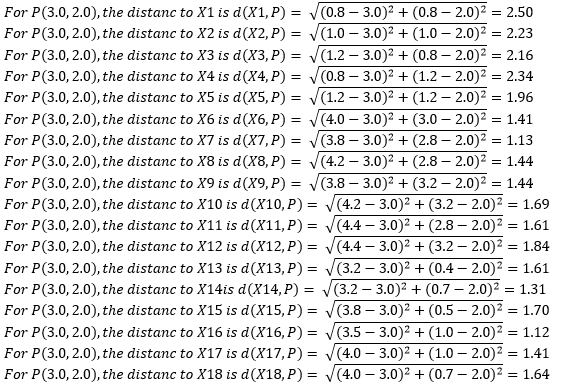 For P(3.0, 2.0), the distanc to X1 is d(X1, P) = √(0.8 − 3.0)² + (0.8 − 2.0)² = 2.50
For P(3.0, 2.0), the distanc to X2 is d(X2, P) = √(1.0 − 3.0)² + (1.0 − 2.0)² = 2.23
For P(3.0, 2.0), the distanc to X3 is d(X3, P) = √(1.2 − 3.0)² + (0.8 − 2.0)² = 2.16
For P(3.0, 2.0), the distanc to X4 is d(X4, P) = √(0.8 − 3.0)² + (1.2 − 2.0)² = 2.34
For P(3.0, 2.0), the distanc to X5 is d(X5, P) = √(1.2 − 3.0)² + (1.2 − 2.0)² = 1.96
For P(3.0, 2.0), the distanc to X6 is d(X6, P) = √(4.0 − 3.0)² + (3.0 − 2.0)² = 1.41
For P(3.0, 2.0), the distanc to X7 is d(X7, P) = √(3.8 − 3.0)² + (2.8 − 2.0)² = 1.13
For P(3.0, 2.0), the distanc to X8 is d(X8, P) = √(4.2 − 3.0)² + (2.8 − 2.0)² = 1.44
For P(3.0, 2.0), the distanc to X9 is d(X9, P) = √(3.8 − 3.0)² + (3.2 − 2.0)² = 1.44
For P(3.0, 2.0), the distanc to X10 is d(X10, P) = √(4.2 − 3.0)² + (3.2 − 2.0)² = 1.69
For P(3.0, 2.0), the distanc to X11 is d(X11, P) = √(4.4 − 3.0)² + (2.8 − 2.0)² = 1.61
For P(3.0, 2.0), the distanc to X12 is d(X12, P) = √(4.4 − 3.0)² + (3.2 − 2.0)² = 1.84
For P(3.0, 2.0), the distanc to X13 is d(X13, P) = √(3.2 − 3.0)² + (0.4 − 2.0)² = 1.61
For P(3.0, 2.0), the distanc to X14is d(X14, P) = √(3.2 − 3.0)² + (0.7 − 2.0)² = 1.31
For P(3.0, 2.0), the distanc to X15 is d(X15, P) = √(3.8 − 3.0)² + (0.5 − 2.0)² = 1.70
For P(3.0, 2.0), the distanc to X16 is d(X16, P) = √(3.5 − 3.0)² + (1.0 − 2.0)² = 1.12
For P(3.0, 2.0), the distanc to X17 is d(X17, P) = √(4.0 − 3.0)² + (1.0 − 2.0)² = 1.41
For P(3.0, 2.0), the distanc to X18 is d(X18, P) = √(4.0 − 3.0)² + (0.7 − 2.0)² = 1.64